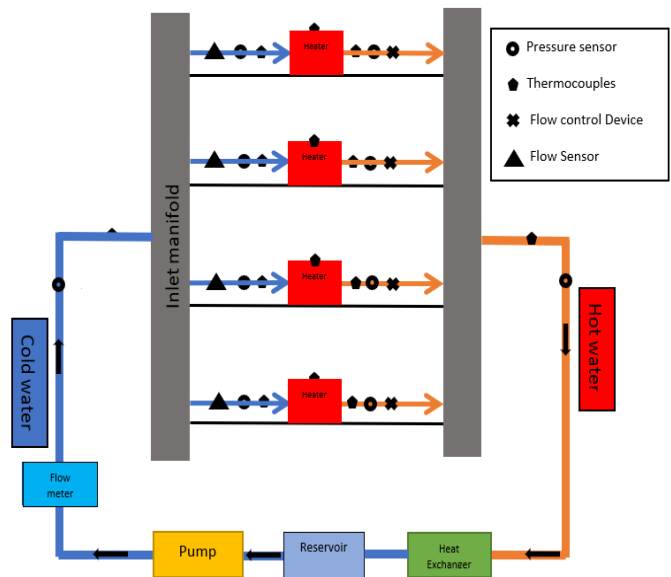 Heater
Pressure sensor
Thermocouples
Flow control Device
Flow Sensor
Heater
Inlet manifold
Heater
Cold water
Hot water
Heater
Flow
meter
Pump
Reservoir
Heat
Exchanger